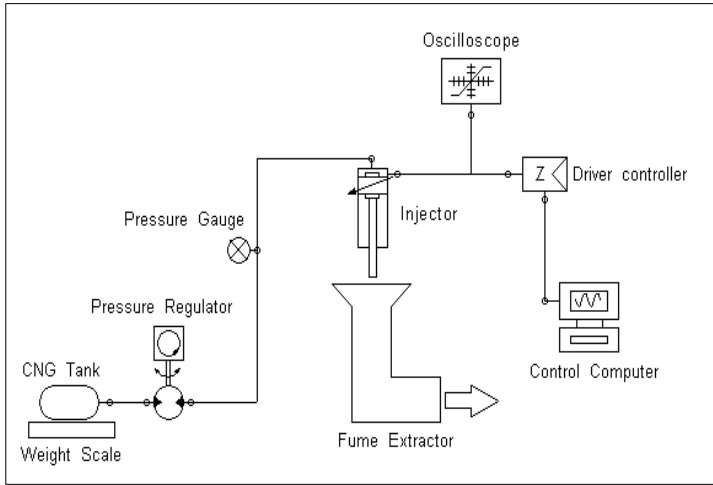 Oscilloscope
Z
Driver controller
Injector
Pressure Gauge
Pressure Regulator
CNG Tank
Control Computer
Fume Extractor
Weight Scale